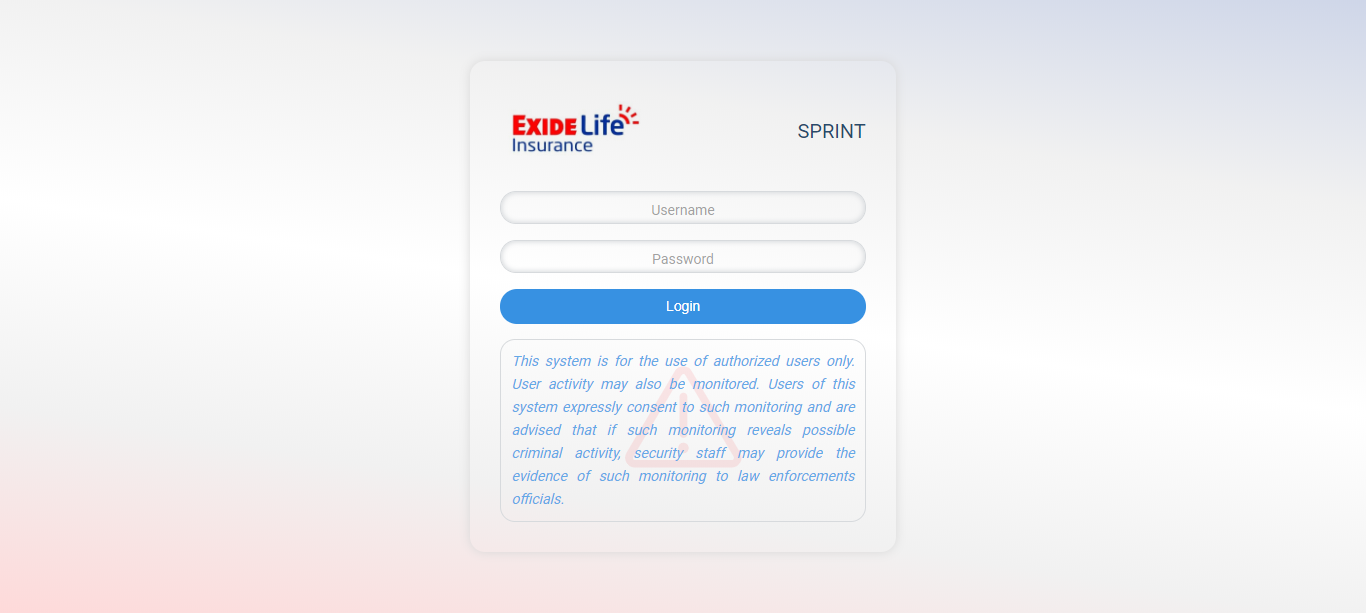 EXIDE Life
Insurance
SPRINT
Username
Password
Login
This system is for the use of authorized users only.
User activity may also be monitored. Users of this
system expressly consent to such monitoring and are
advised that if such monitoring reveals possible
criminal activity, security staff may provide the
evidence of such monitoring to law enforcements
officials.